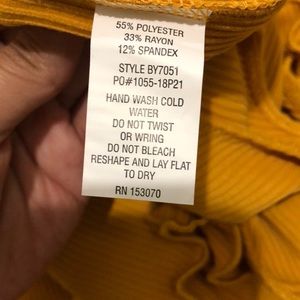 55% POLYESTER
33% RAYON
12% SPANDEX
STYLE BY7051
PO#1055-18P21
HAND WASH COLD
WATER
DO NOT TWIST
OR WRING
DO NOT BLEACH
RESHAPE AND LAY FLAT
TO DRY
RN 153070